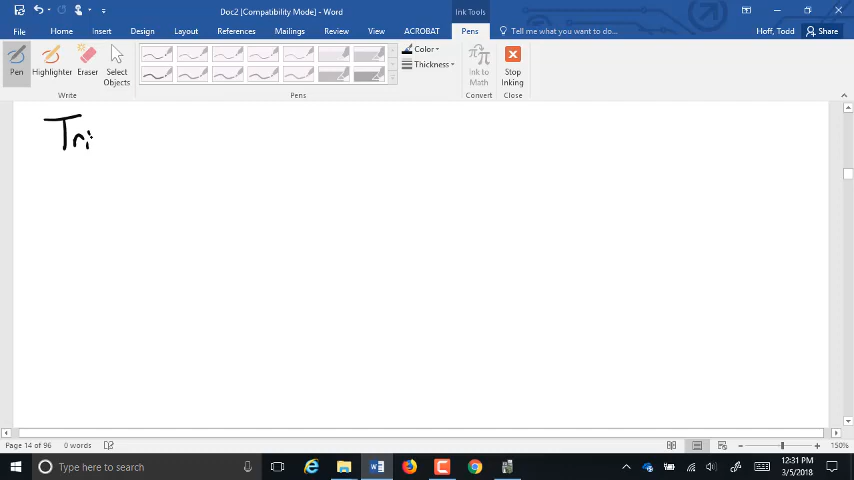 Doc2 [Compatibility Mode] - Word
Ink Tools
File
Home
Insert
Design
Layout
References
Mailings
Review
View
ACROBAT
Pens
Tell me what you want to do...
Hoff, Todd
Share
Pen
Highlighter
Eraser
Select Objects
Color
Thickness
Ink to Math
Stop Inking
Write
Pens
Convert
Close
Tri
Page 14 of 96
0 words
150%
Type here to search
12:31 PM
3/5/2018